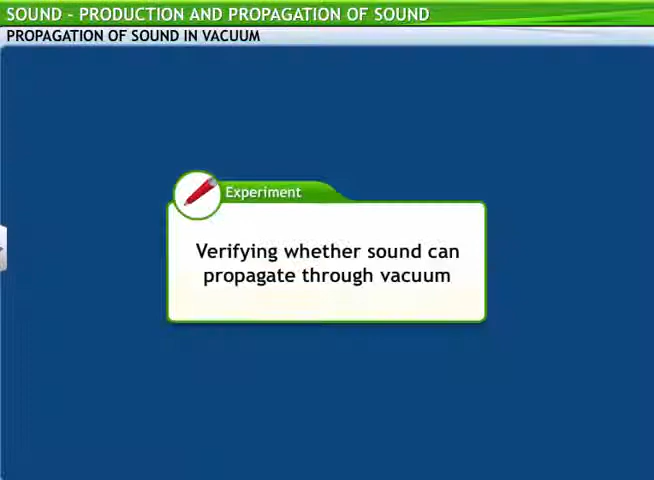 SOUND - PRODUCTION AND PROPAGATION OF SOUND
PROPAGATION OF SOUND IN VACUUM
Experiment
Verifying whether sound can
propagate through vacuum